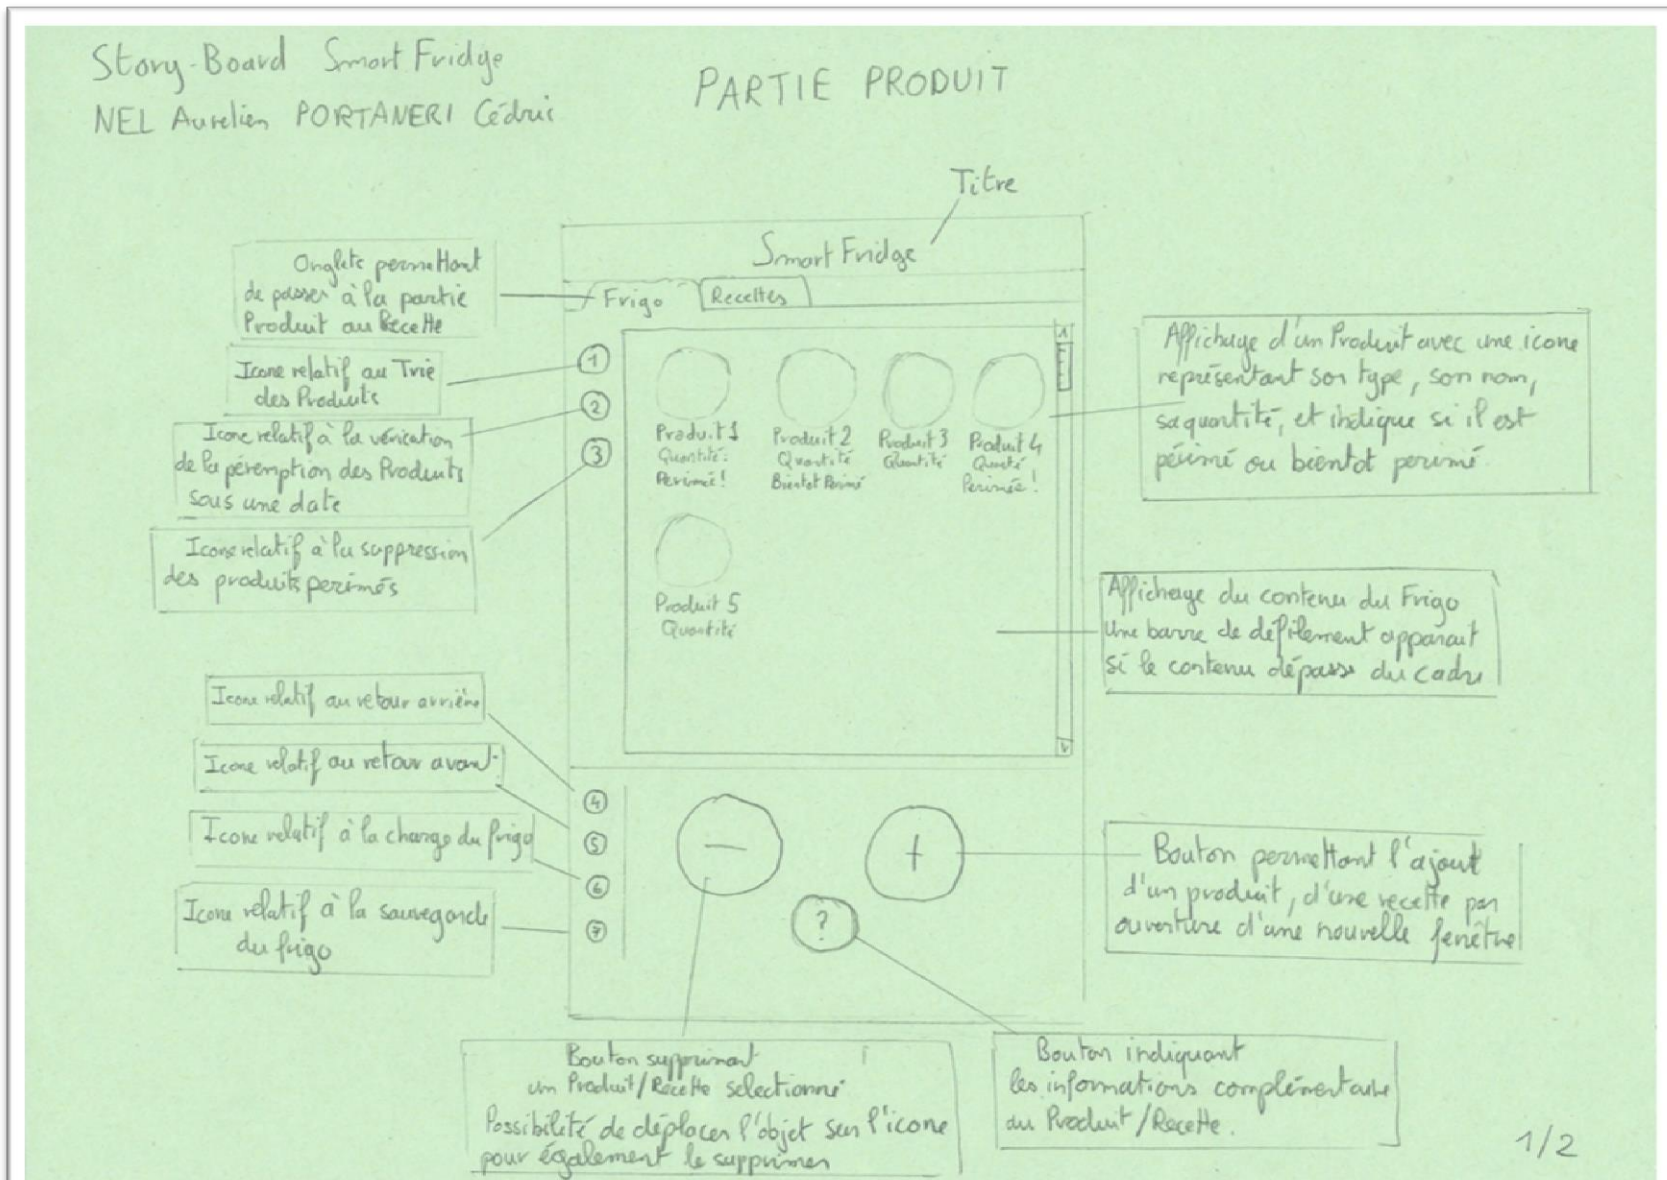 Story-Board Smart Fridge
NEL Aurelien PORTANERI Cédric
PARTIE PRODUIT
Titre
Smart Fridge
Frigo
Recettes
Onglets permettant
de passer à la partie
Produit ou Recette
Icone relatif au Trie
des Produits
Icone relatif à la vérication
de la péremption des Produits
sous une date
Icone relatif à la suppression
des produits perimés
1
2
3
Produit 1
Quantité:
Perimé!
Produit 2
Quantité
Bientot Perimé
Produit 3
Quantité
Produit 4
Perimée!
Produit 5
Quantité
Affichage d'un Produit avec une icone
représentant son type, son nom,
sa quantité, et indique si il est
périmé ou bientot perimé.
Affichage du contenu du Frigo
Une barre de défilement apparait
si le contenu dépasse du cadre
Icone relatif au retour arrière
Icone relatif au retour avant
Icone relatif à la charge du frigo
Icone relatif à la sauvegarde
du frigo
4
5
6
7
-
+
?
Bouton permettant l'ajout
d'un produit, d'une recette par
ouverture d'une nouvelle fenêtre
Bouton supprimant
un Produit/Recette selectionné
Possibilité de déplacer l'objet sur l'icone
pour également le supprimer
Bouton indiquant
les informations complémentaire
du Produit/Recette.
1/2